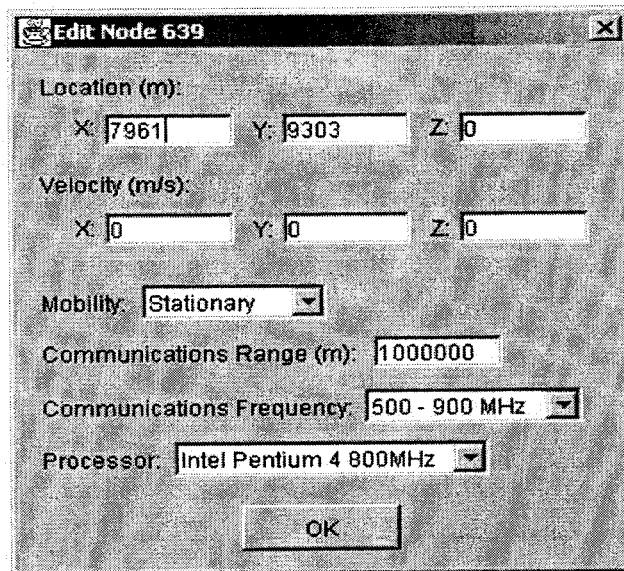 Edit Node 639
Location (m):
X: 7961 Y: 9303 Z: 0
Velocity (m/s):
X: 0 Y: 0 Z: 0
Mobility: Stationary
Communications Range (m): 1000000
Communications Frequency: 500 - 900 MHz
Processor: Intel Pentium 4 800MHz
OK